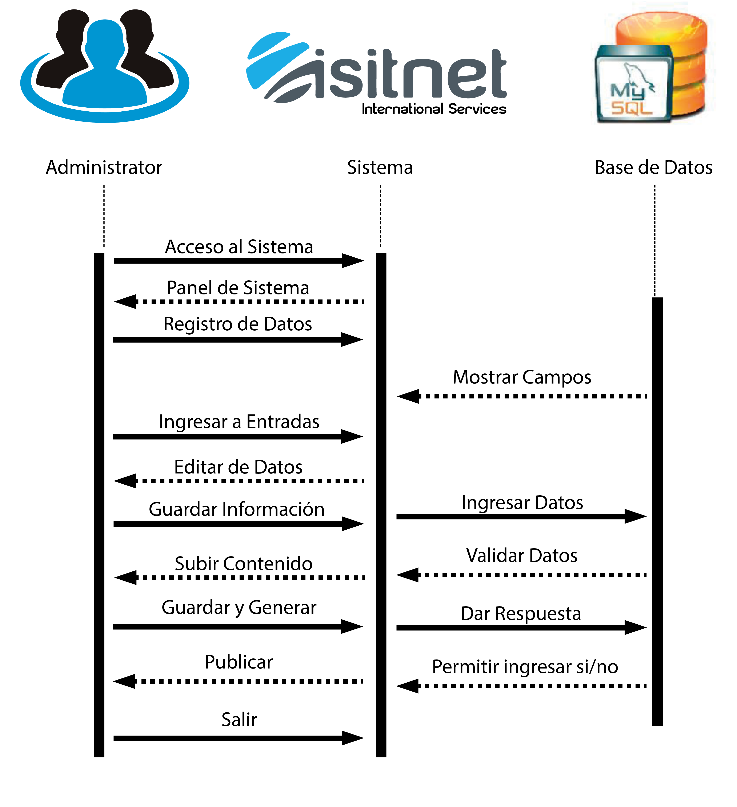 asitnet
International Services
My
SQL
Administrator
Sistema
Base de Datos
Acceso al Sistema
Panel de Sistema
Registro de Datos
Mostrar Campos
Ingresar a Entradas
Editar de Datos
Guardar Información
Ingresar Datos
Subir Contenido
Validar Datos
Guardar y Generar
Dar Respuesta
Publicar
Permitir ingresar si/no
Salir